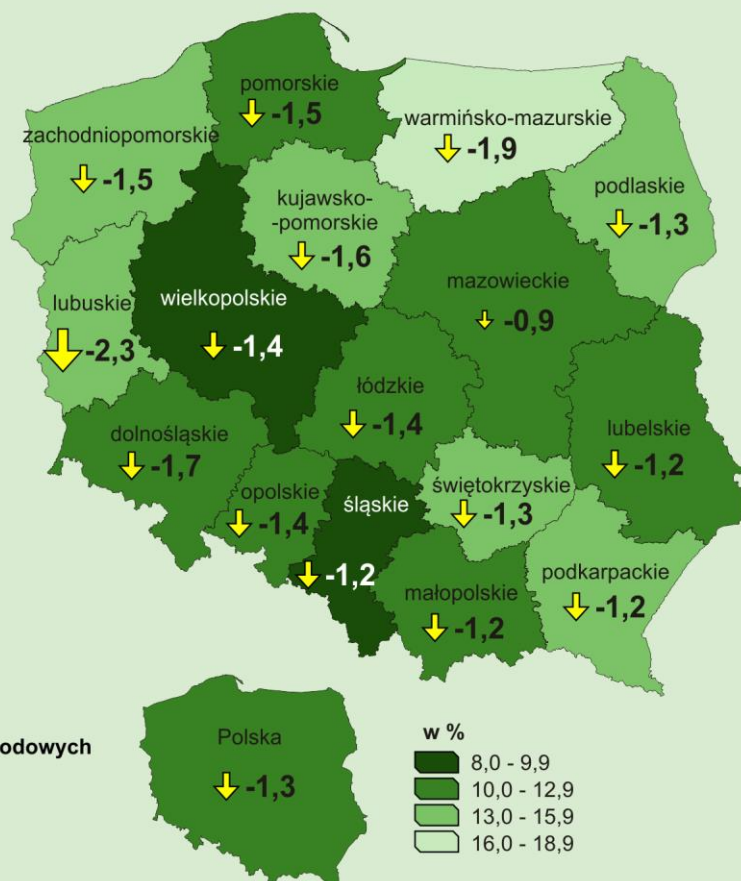 pomorskie
-1,5
warmińsko-mazurskie
-1,9
zachodniopomorskie
-1,5
podlaskie
-1,3
kujawsko-
-pomorskie
-1,6
mazowieckie
-0,9
lubuskie
-2,3
wielkopolskie
-1,4
łódzkie
-1,4
dolnośląskie
-1,7
lubelskie
-1,2
opolskie
-1,4
śląskie
-1,2
świętokrzyskie
-1,3
małopolskie
-1,2
podkarpackie
-1,2
odowych
Polska
-1,3
w %
8,0 - 9,9
10,0 - 12,9
13,0 - 15,9
16,0 - 18,9